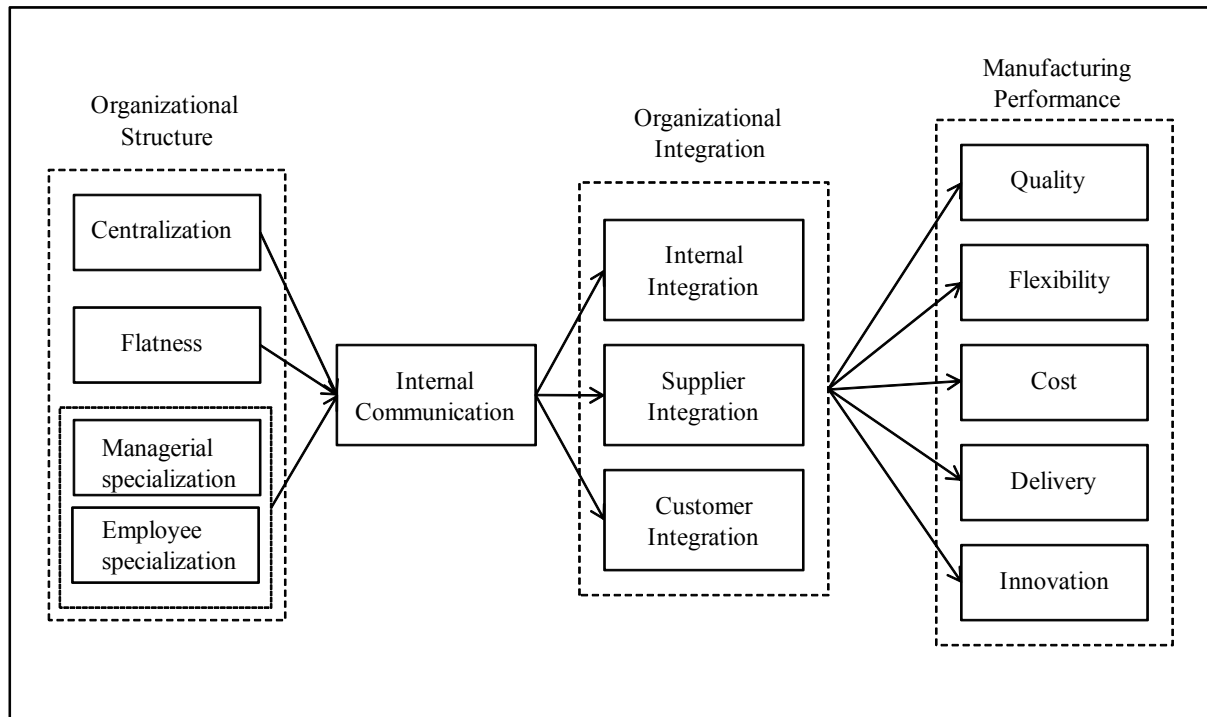 Organizational
Structure
Centralization
Flatness
Managerial
specialization
Employee
specialization
Internal
Communication
Organizational
Integration
Internal
Integration
Supplier
Integration
Customer
Integration
Manufacturing
Performance
Quality
Flexibility
Cost
Delivery
Innovation